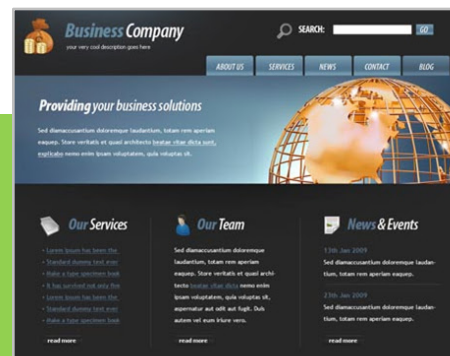 Business Company
your very cool description goes here
SEARCH:
GO
ABOUT US
SERVICES
NEWS
CONTACT
BLOG
Providing your business solutions
Sed diamaccusantium doloremque laudantium, totam rem aperiam
eaquep. Store veritatis et quasi architecto beatae vitae dicta sunt,
explicabo nemo enim ipsam voluptatem, quia voluptas sit.
Our Services
- Lorem Ipsum has been the
- Standard dummy text ever
- Make a type specimen book
- It has survived not only five
- Lorem Ipsum has been the
- Standard dummy text ever
- Make a type specimen book
read more
Our Team
Sed diamaccusantium doloremque
laudantium, totam rem aperiam
eaquep. Store veritatis et quasi archi-
tecto beatae vitae dicta nemo enim
ipsam voluptatem, quia voluptas sit,
aspernatur aut odit aut fugit. Duis
autem vel eum iriure vero.
read more
News & Events
13th Jan 2009
Sed diamaccusantium doloremque laudan-
tium, totam rem aperiam eaquep.
25th Jan 2009
Sed diamaccusantium doloremque laudan-
tium, totam rem aperiam eaquep.
read more